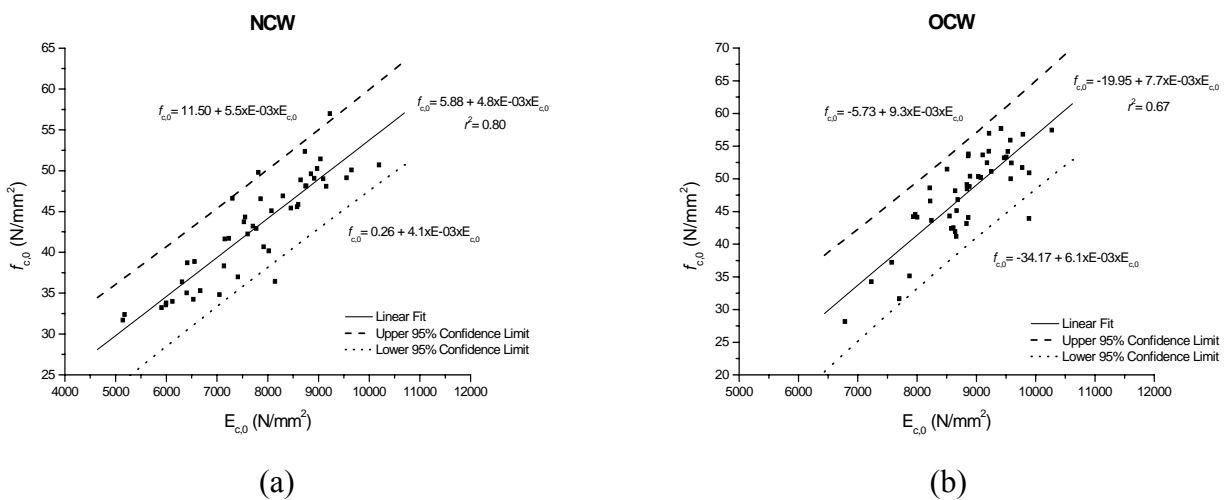 NCW
65
60
55
50
45
40
35
30
25
f_c,0 (N/mm²)
f_c,0 = 11.50 + 5.5xE-03xE_c,0
f_c,0 = 5.88 + 4.8xE-03xE_c,0
r² = 0.80
f_c,0 = 0.26 + 4.1xE-03xE_c,0
Linear Fit
Upper 95% Confidence Limit
Lower 95% Confidence Limit
4000 5000 6000 7000 8000 9000 10000 11000 12000
E_c,0 (N/mm²)
(a)
OCW
70
65
60
55
50
45
40
35
30
25
20
f_c,0 (N/mm²)
f_c,0 = -5.73 + 9.3xE-03xE_c,0
f_c,0 = -19.95 + 7.7xE-03xE_c,0
r² = 0.67
f_c,0 = -34.17 + 6.1xE-03xE_c,0
Linear Fit
Upper 95% Confidence Limit
Lower 95% Confidence Limit
5000 6000 7000 8000 9000 10000 11000 12000
E_c,0 (N/mm²)
(b)